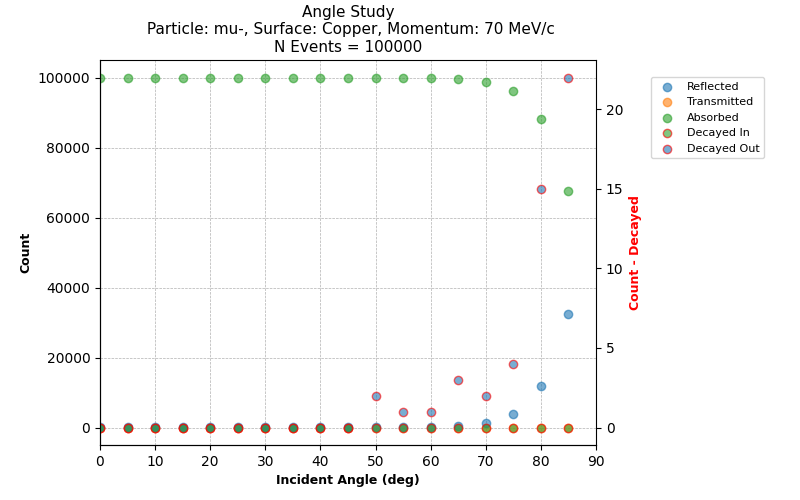 Angle Study
Particle: mu-, Surface: Copper, Momentum: 70 MeV/c
N Events = 100000
100000
80000
60000
40000
20000
0
Count
0 10 20 30 40 50 60 70 80 90
Incident Angle (deg)
20
15
10
5
0
Count - Decayed
Reflected
Transmitted
Absorbed
Decayed In
Decayed Out